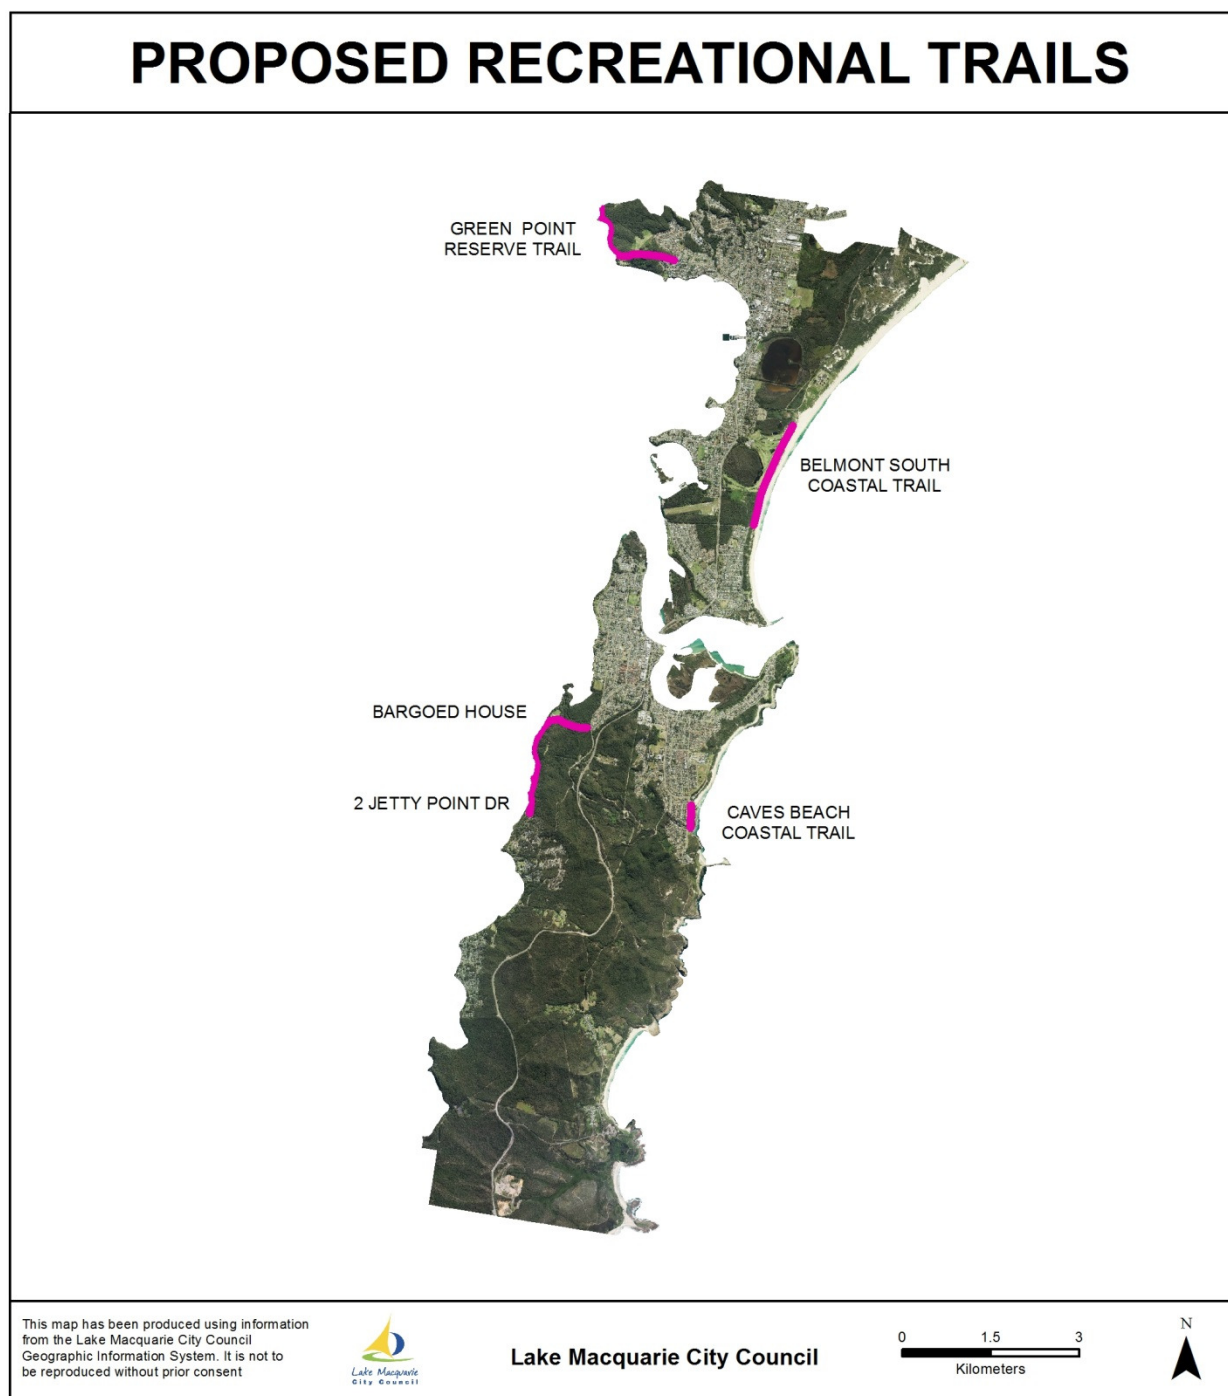 PROPOSED RECREATIONAL TRAILS
GREEN POINT
RESERVE TRAIL
BELMONT SOUTH
COASTAL TRAIL
BARGOED HOUSE
2 JETTY POINT DR
CAVES BEACH
COASTAL TRAIL
This map has been produced using information
from the Lake Macquarie City Council
Geographic Information System. It is not to
be reproduced without prior consent
Lake Macquarie
City Council
Lake Macquarie City Council
0 1.5 3
Kilometers
N